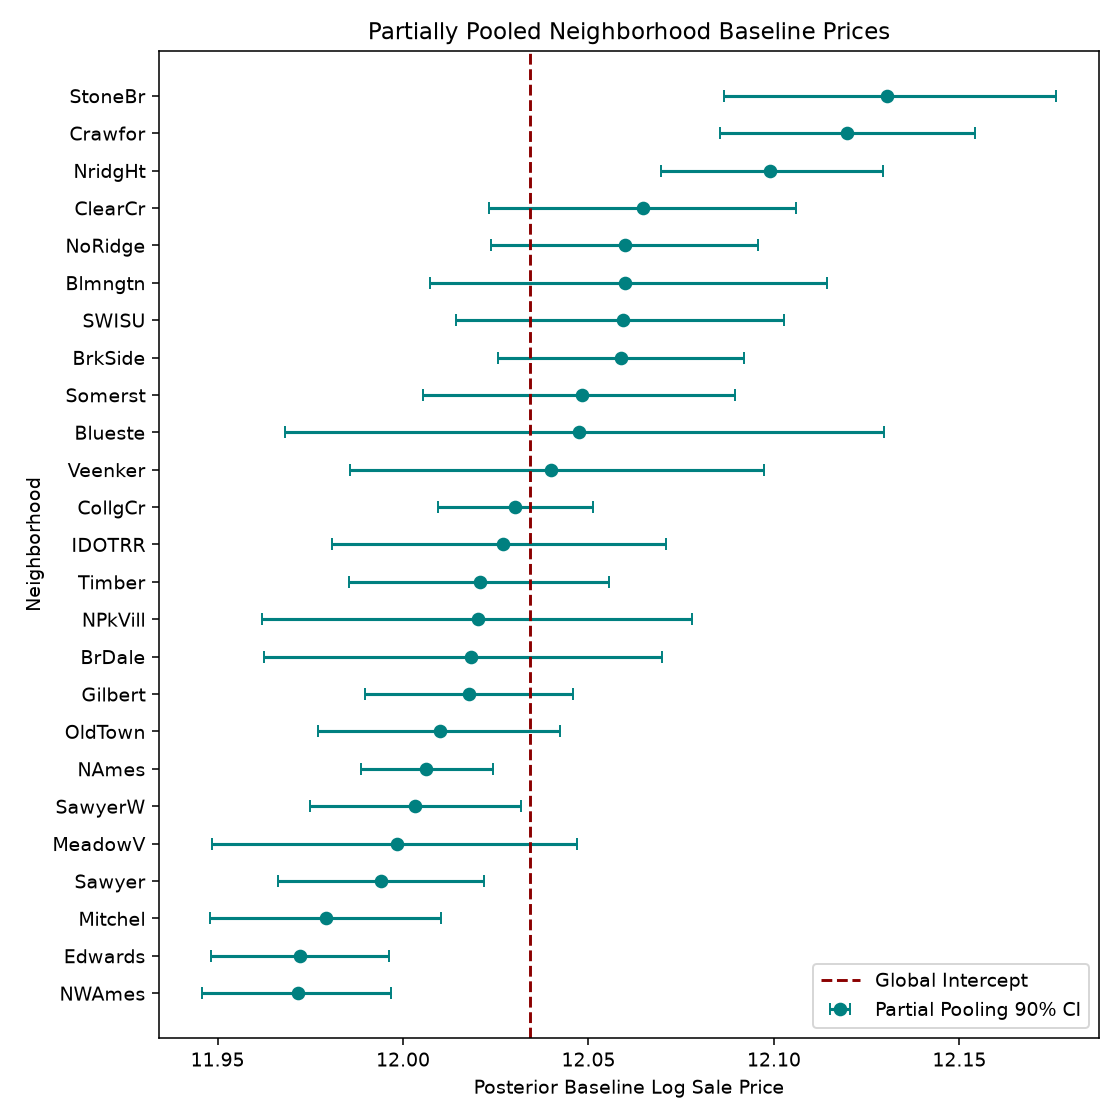 Partially Pooled Neighborhood Baseline Prices
StoneBr
Crawfor
NridgHt
ClearCr
NoRidge
Blmngtn
SWISU
BrkSide
Somerst
Blueste
Veenker
CollgCr
IDOTRR
Timber
NPkVill
BrDale
Gilbert
OldTown
NAmes
SawyerW
MeadowV
Sawyer
Mitchel
Edwards
NWAmes
Neighborhood
Global Intercept
Partial Pooling 90% CI
11.95 12.00 12.05 12.10 12.15
Posterior Baseline Log Sale Price